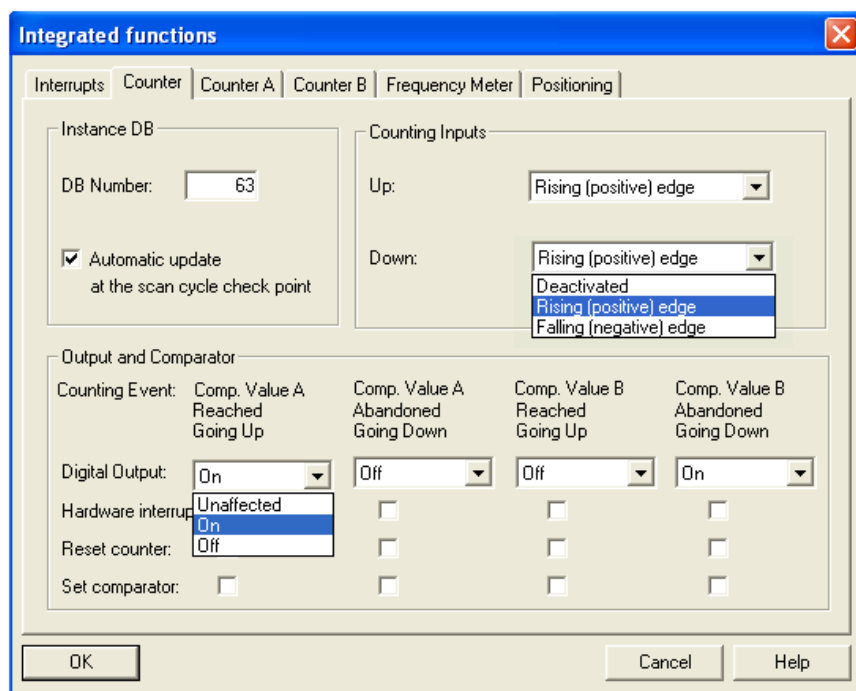 Integrated functions
Interrupts Counter Counter A Counter B Frequency Meter Positioning
Instance DB
DB Number: 63
Automatic update
at the scan cycle check point
Counting Inputs
Up: Rising (positive) edge
Down: Rising (positive) edge
Deactivated
Rising (positive) edge
Falling (negative) edge
Output and Comparator
Counting Event: Comp. Value A Reached Going Up
Comp. Value A Abandoned Going Down
Comp. Value B Reached Going Up
Comp. Value B Abandoned Going Down
Digital Output: On Off Off On
Unaffected
On
Off
Hardware interrup
Reset counter:
Set comparator:
OK Cancel Help